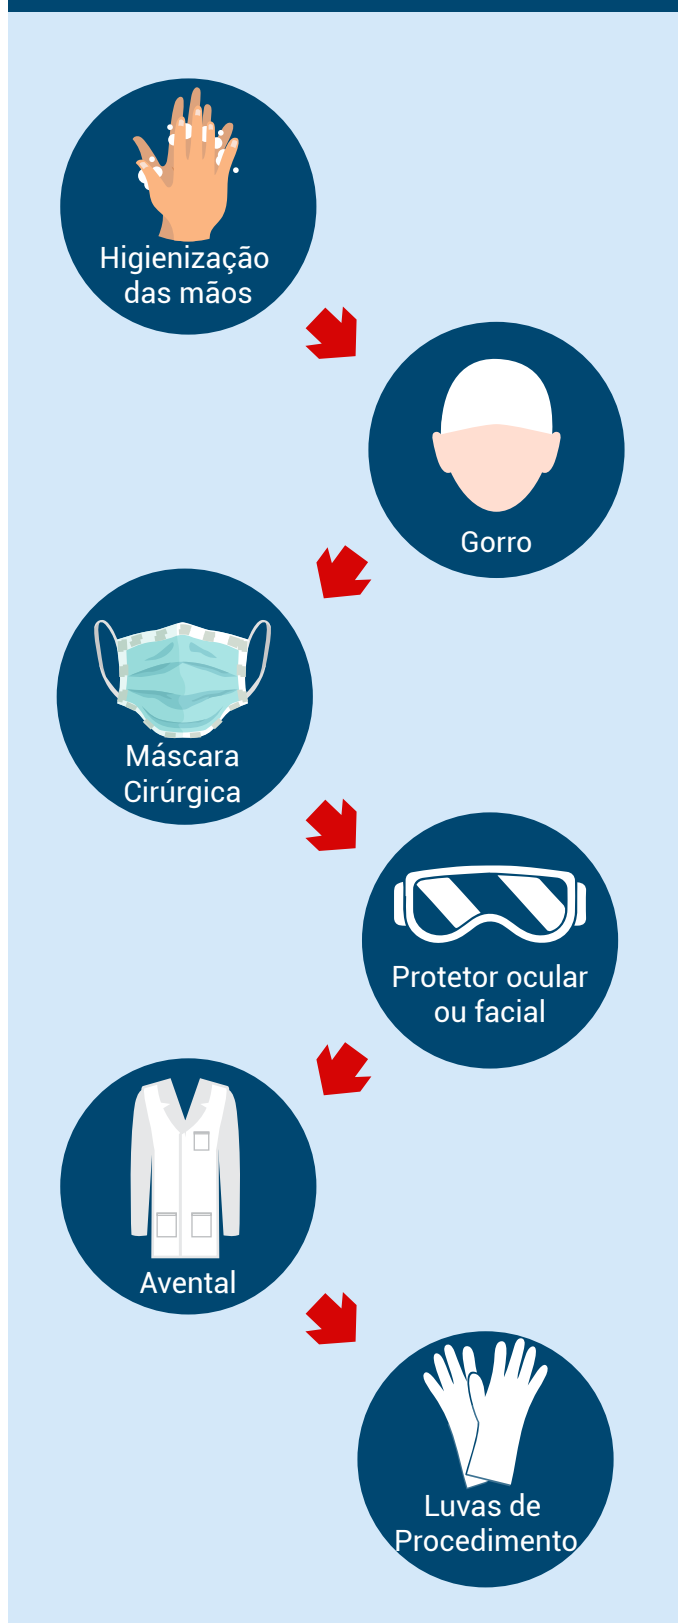 Higienização
das mãos
Gorro
Máscara
Cirúrgica
Protetor ocular
ou facial
Avental
Luvas de
Procedimento